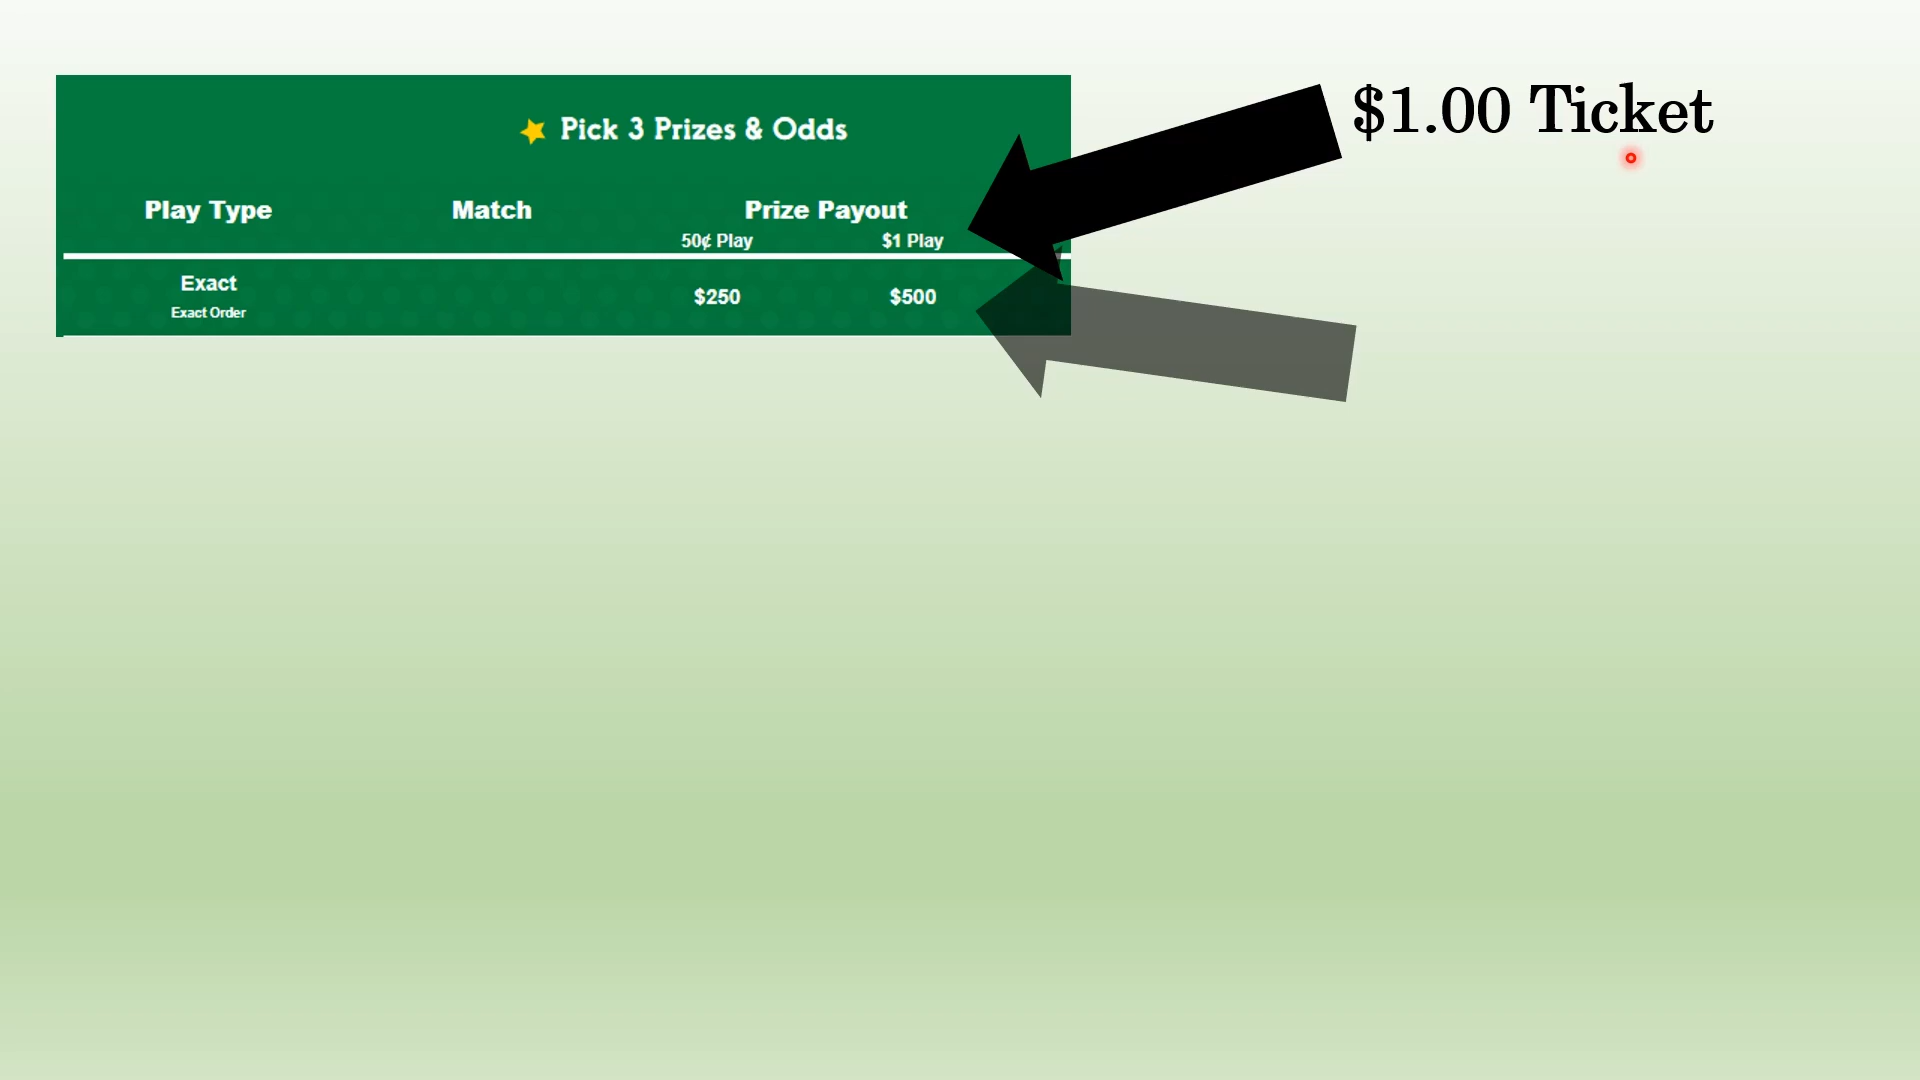 $1.00 Ticket
Pick 3 Prizes & Odds
Play Type Match Prize Payout
50¢ Play $1 Play
Exact
$250 $500
Exact Order